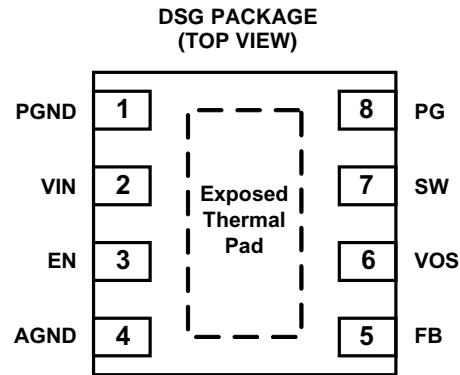 DSG PACKAGE
(TOP VIEW)
PGND 1 8 PG
VIN 2 7 SW
Exposed
Thermal
Pad
EN 3 6 VOS
AGND 4 5 FB